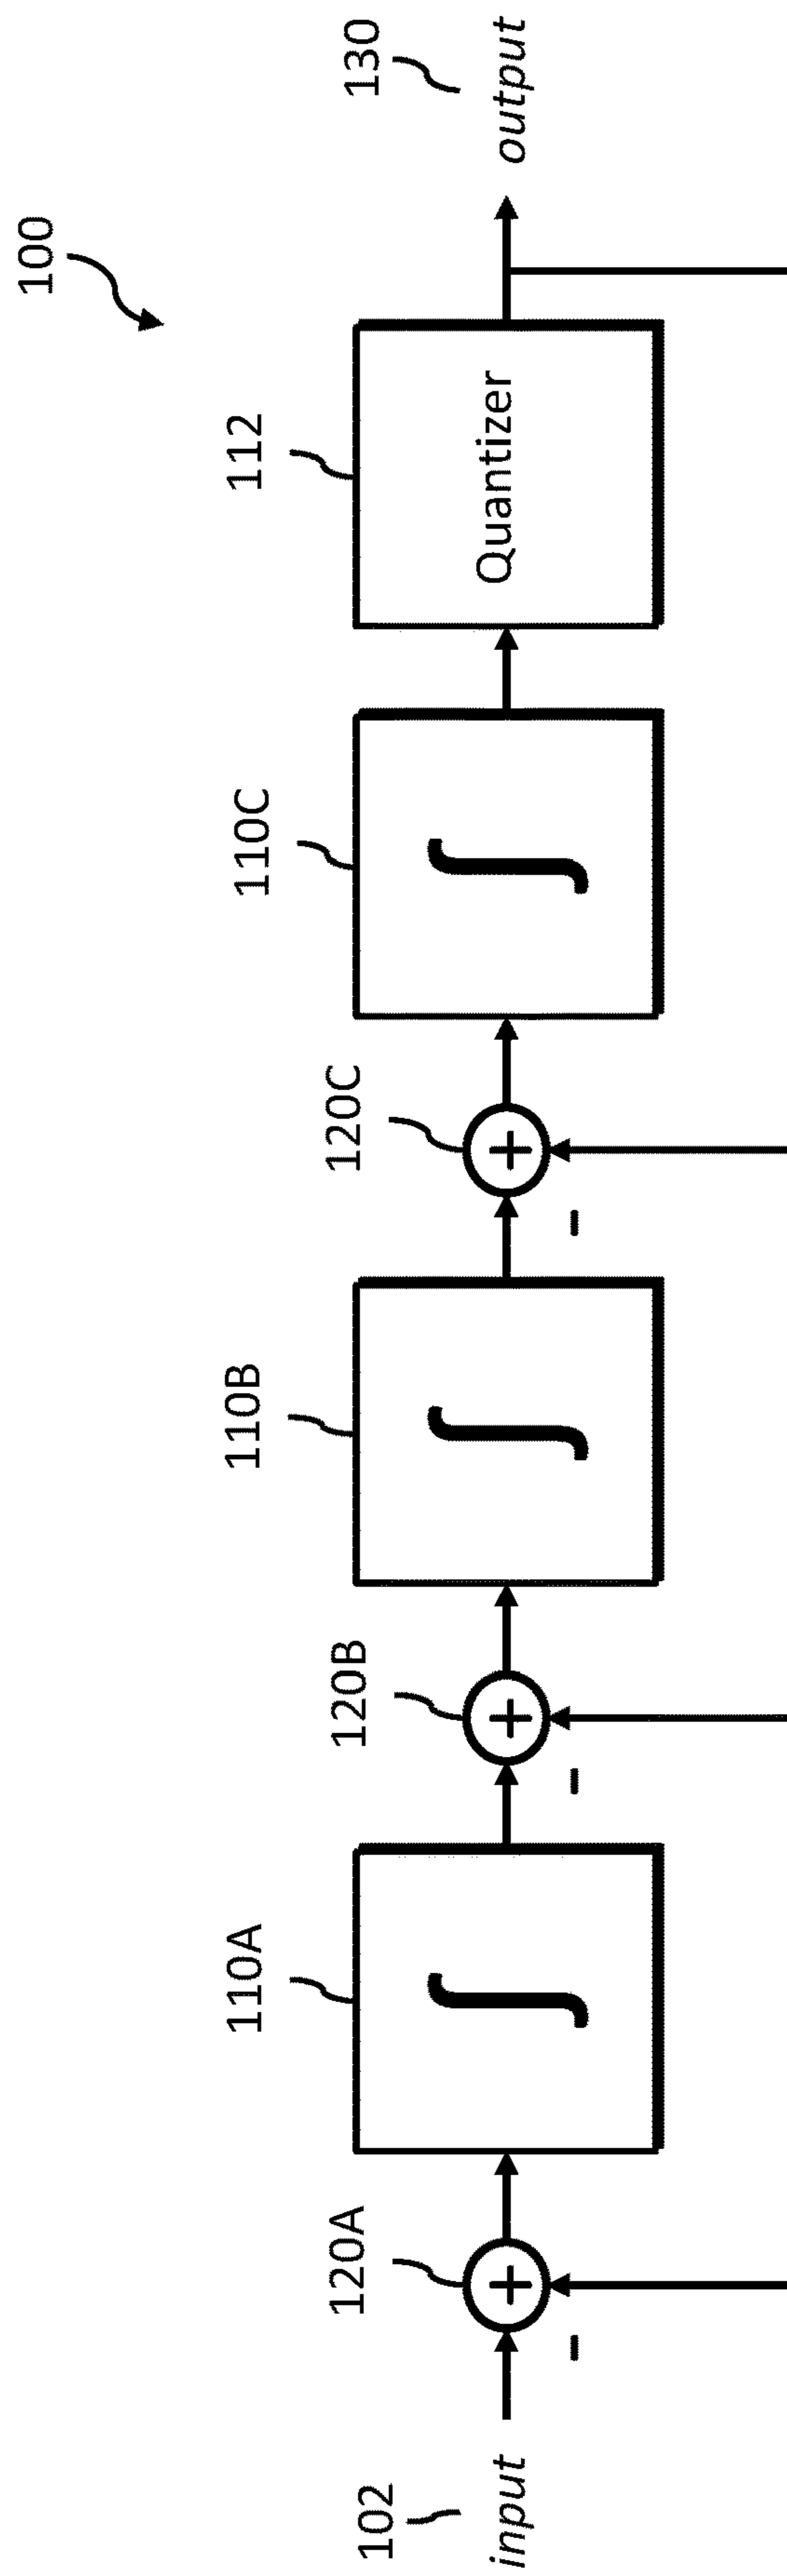 100
102
input
120A
+
-
110A
∫
120B
+
-
110B
∫
120C
+
-
110C
∫
112
Quantizer
130
output